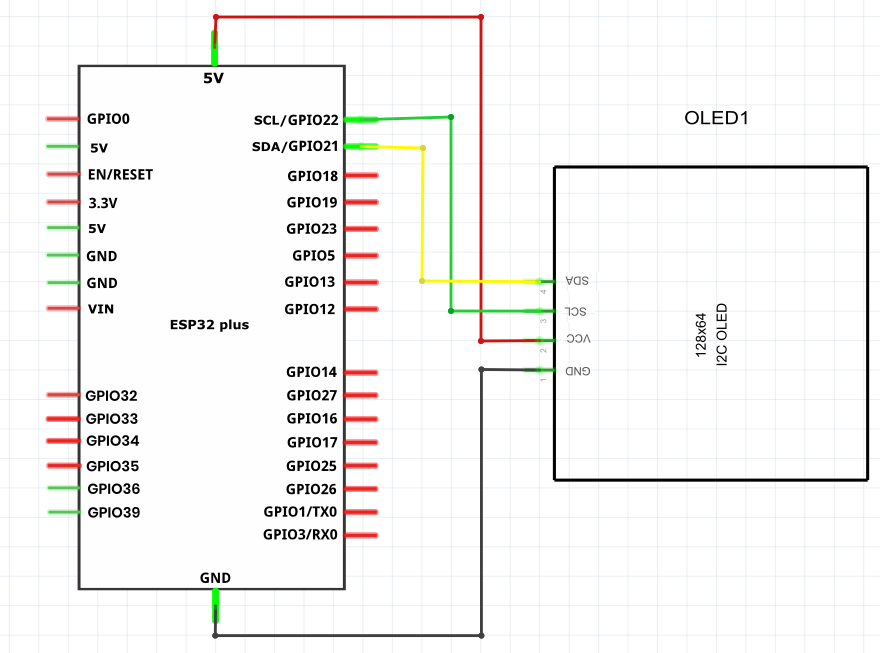 5V
GPIO0
5V
EN/RESET
3.3V
5V
GND
GND
VIN
GPIO32
GPIO33
GPIO34
GPIO35
GPIO36
GPIO39
ESP32 plus
SCL/GPIO22
SDA/GPIO21
GPIO18
GPIO19
GPIO23
GPIO5
GPIO13
GPIO12
GPIO14
GPIO27
GPIO16
GPIO17
GPIO25
GPIO26
GPIO1/TX0
GPIO3/RX0
GND
OLED1
SDA
4
SCL
3
VCC
2
GND
1
128x64
I2C OLED